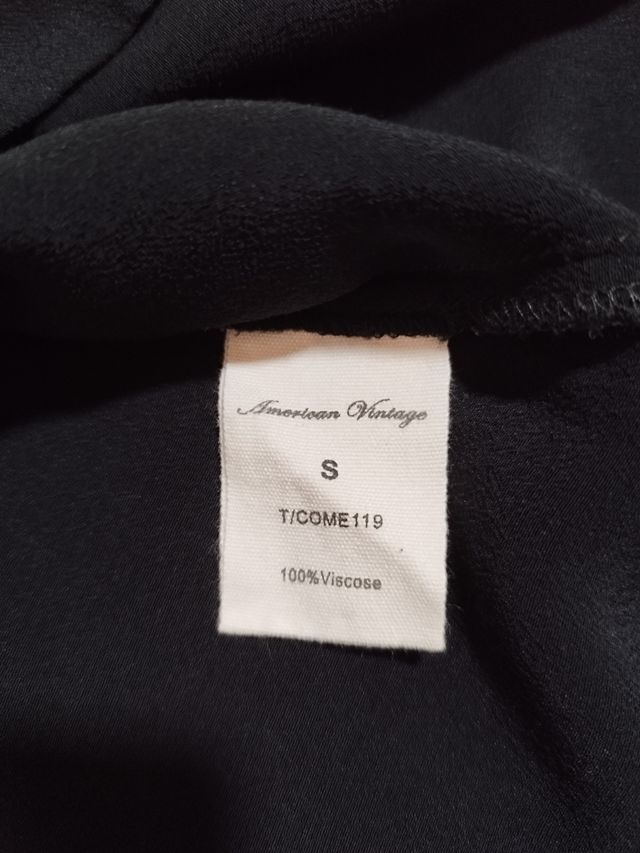 American Vintage
S
T/COME119
100%Viscose